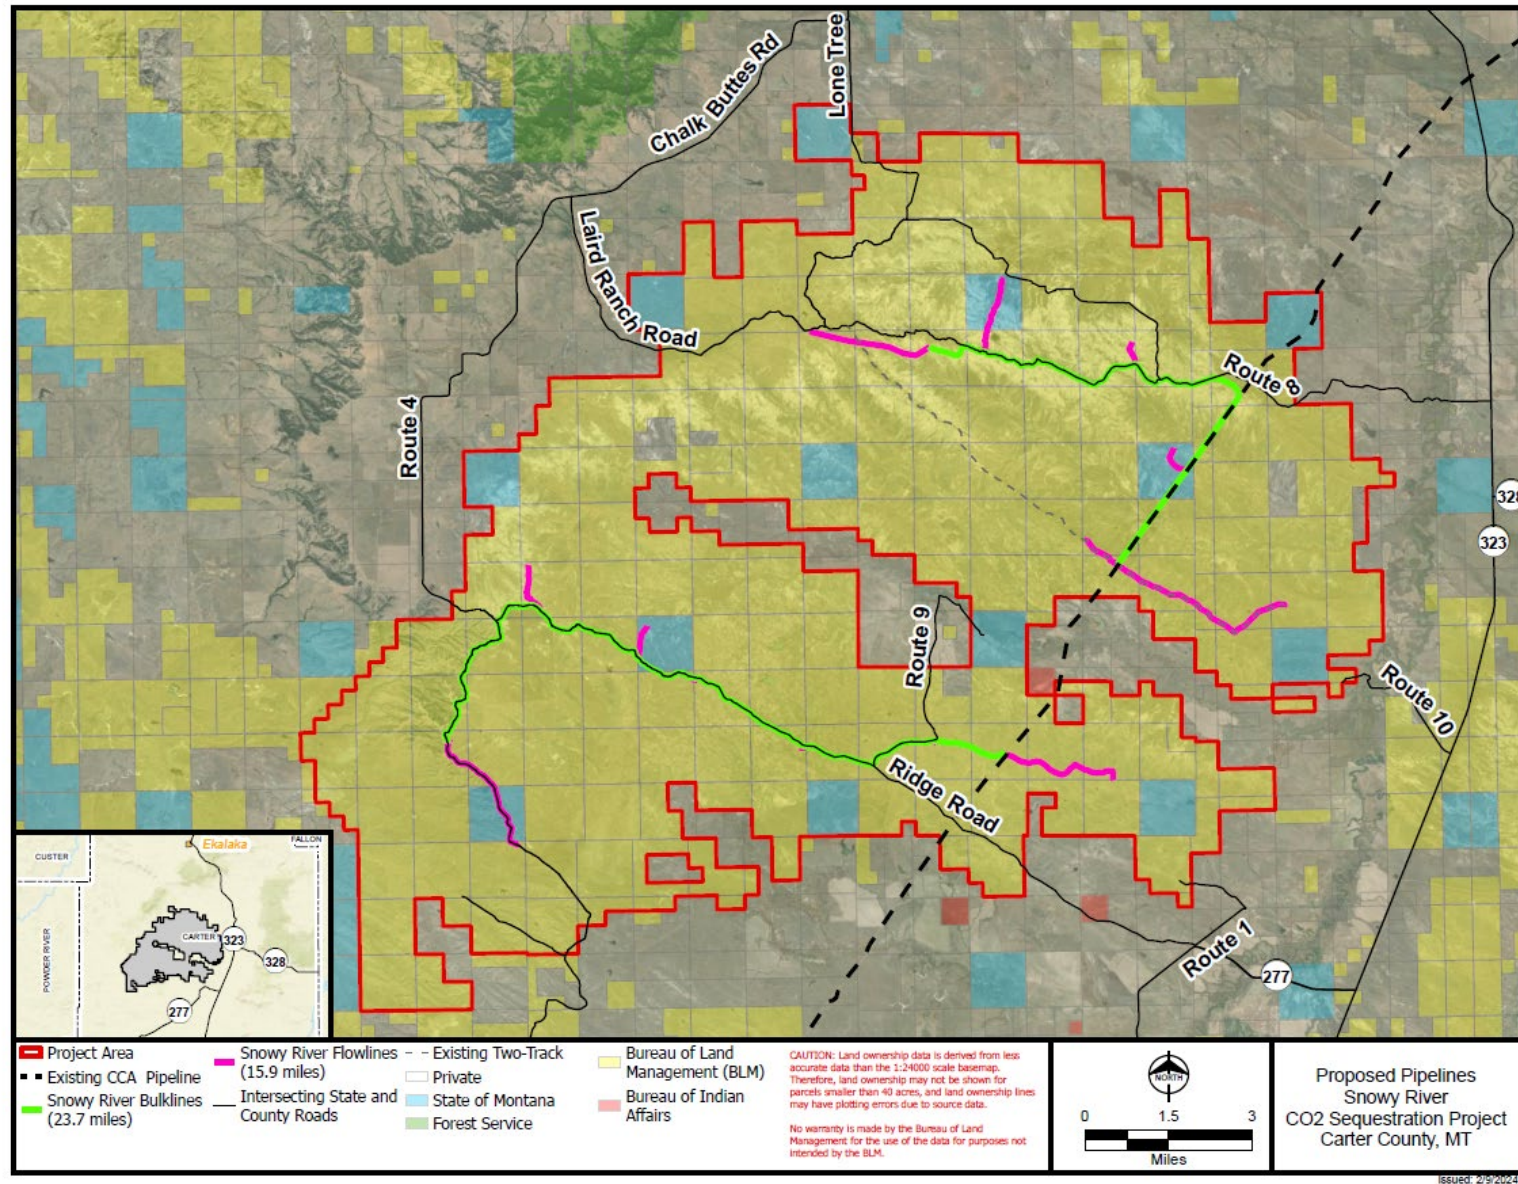 Chalk Buttes Rd
Lone Tree
Laird Ranch Road
Route 8
Route 4
328
323
Route 9
Route 10
Ridge Road
Route 1
277
Ekalaka
FALLON
CUSTER
CARTER
323
328
POWDER RIVER
277
Project Area
Existing CCA Pipeline
Snowy River Bulklines
(23.7 miles)
Snowy River Flowlines
(15.9 miles)
Intersecting State and
County Roads
Existing Two-Track
Private
State of Montana
Forest Service
Bureau of Land
Management (BLM)
Bureau of Indian
Affairs
CAUTION: Land ownership data is derived from less
accurate data than the 1:24000 scale basemap.
Therefore, land ownership may not be shown for
parcels smaller than 40 acres, and land ownership lines
may have plotting errors due to source data.
No warranty is made by the Bureau of Land
Management for the use of the data for purposes not
intended by the BLM.
NORTH
0 1.5 3
Miles
Proposed Pipelines
Snowy River
CO2 Sequestration Project
Carter County, MT
Issued: 2/9/2024